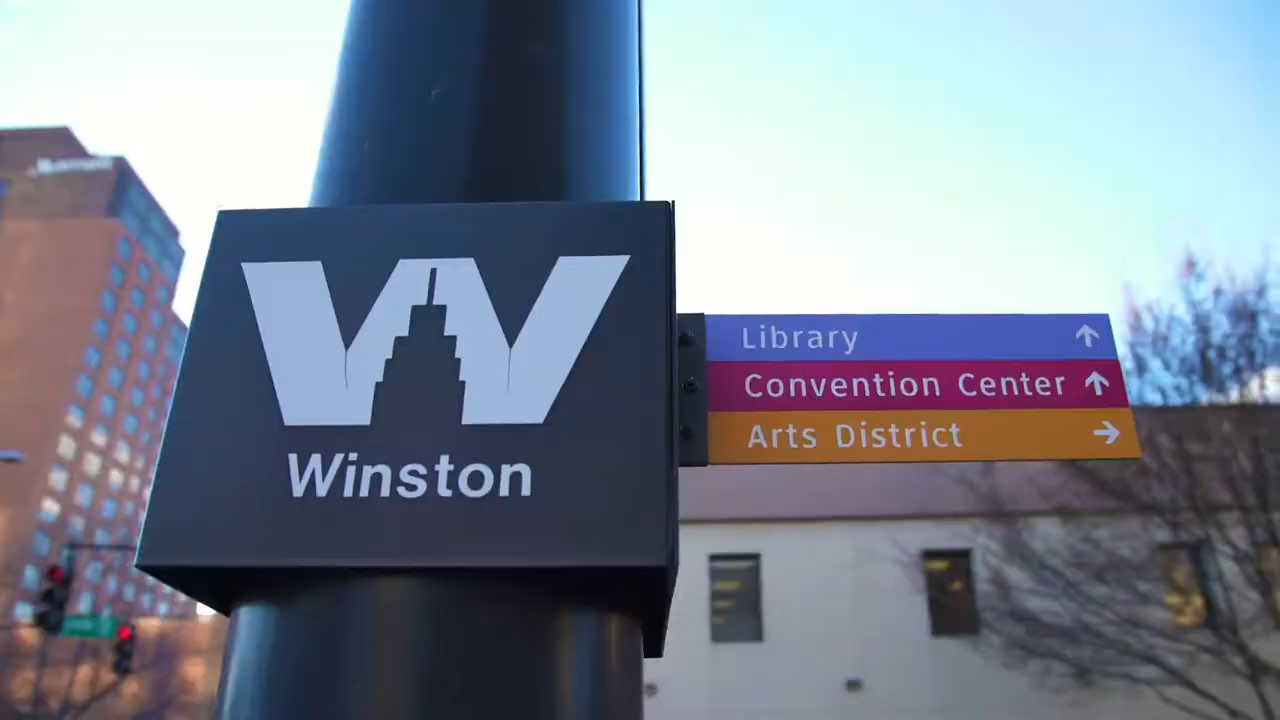 W
Winston
Library ↑
Convention Center ↑
Arts District →